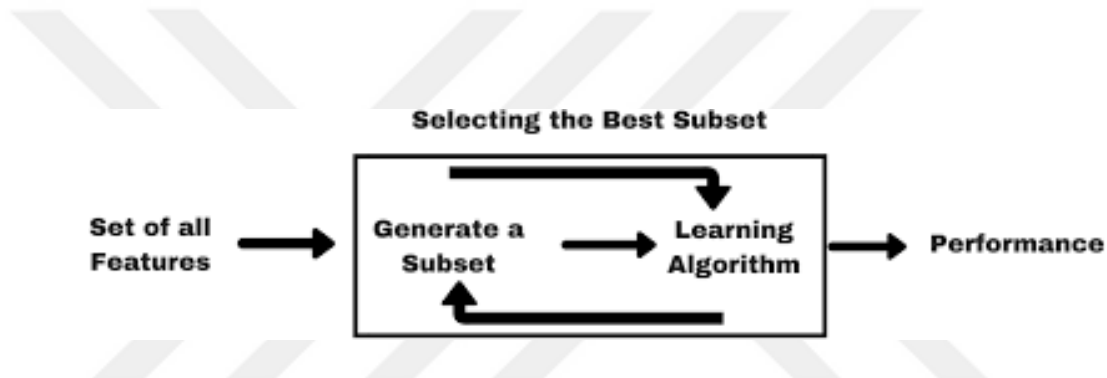 Selecting the Best Subset
Set of all
Features
Generate a
Subset
Learning
Algorithm
Performance